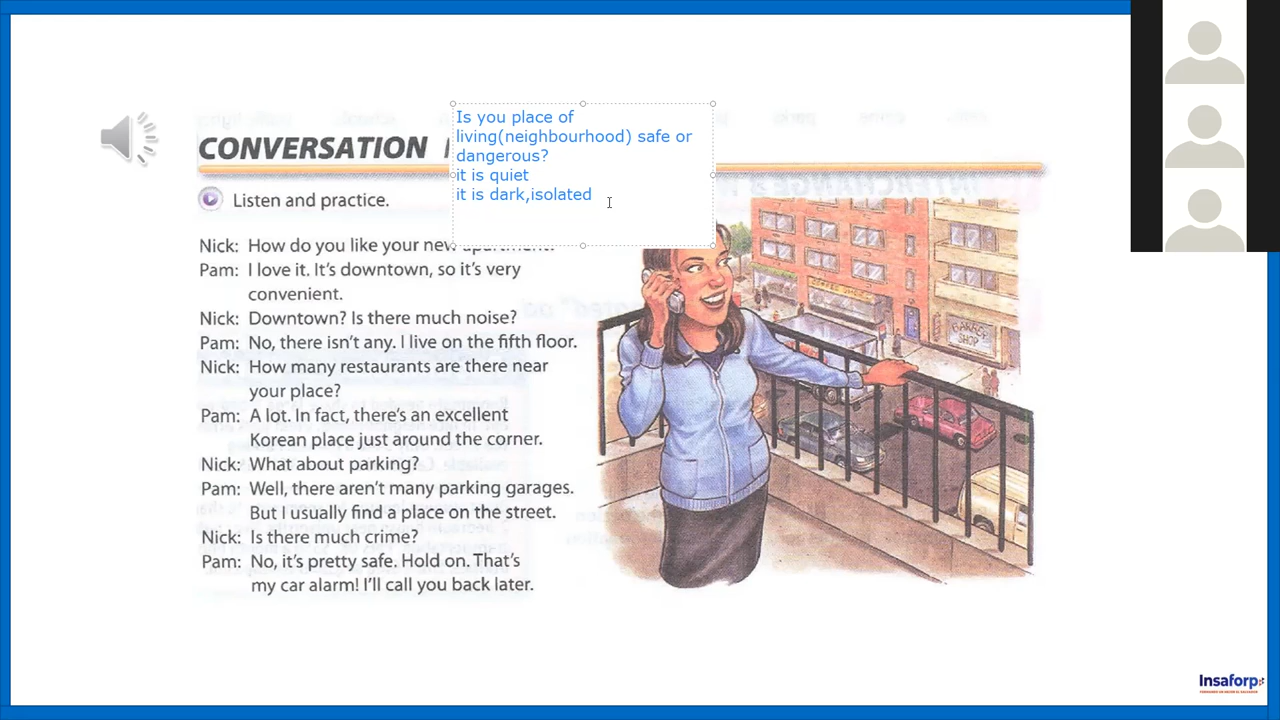 Is you place of
living(neighbourhood) safe or
dangerous?
it is quiet
it is dark,isolated
CONVERSATION
Listen and practice.
Nick: How do you like your new apartment?
Pam: I love it. It's downtown, so it's very
convenient.
Nick: Downtown? Is there much noise?
Pam: No, there isn't any. I live on the fifth floor.
Nick: How many restaurants are there near
your place?
Pam: A lot. In fact, there's an excellent
Korean place just around the corner.
Nick: What about parking?
Pam: Well, there aren't many parking garages.
But I usually find a place on the street.
Nick: Is there much crime?
Pam: No, it's pretty safe. Hold on. That's
my car alarm! I'll call you back later.
Insaforp